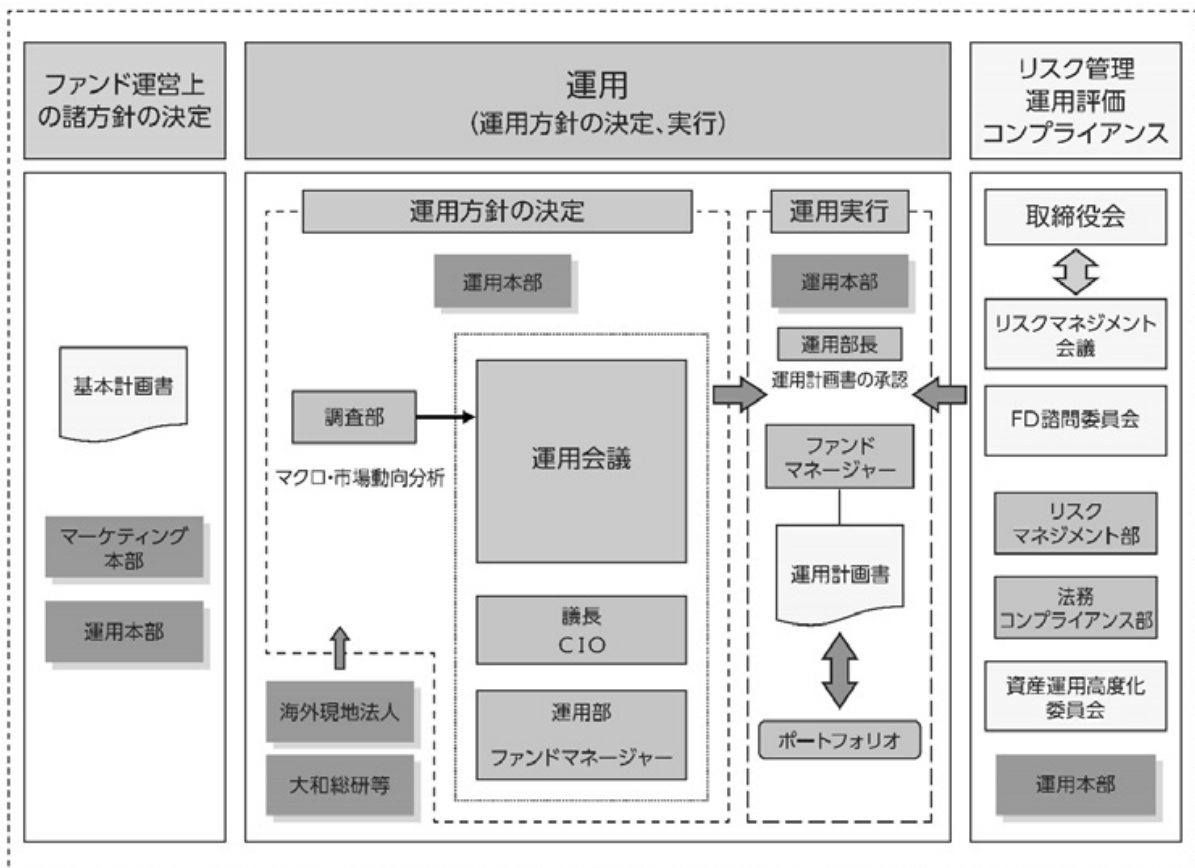 ファンド運営上
の諸方針の決定
運用
(運用方針の決定、実行)
リスク管理
運用評価
コンプライアンス
基本計画書
マーケティング
本部
運用本部
運用方針の決定
運用本部
調査部
マクロ・市場動向分析
運用会議
議長
CIO
運用部
ファンドマネージャー
海外現地法人
大和総研等
運用実行
運用本部
運用部長
運用計画書の承認
ファンド
マネージャー
運用計画書
ポートフォリオ
取締役会
リスクマネジメント
会議
FD諮問委員会
リスク
マネジメント部
法務
コンプライアンス部
資産運用高度化
委員会
運用本部